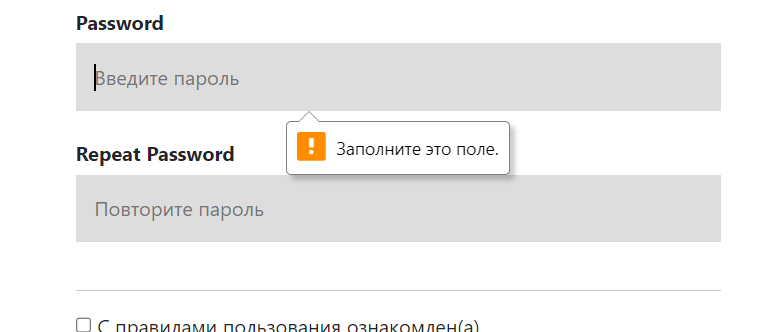 Password
Введите пароль
Заполните это поле.
Repeat Password
Повторите пароль
С правилами пользования ознакомлен(а)